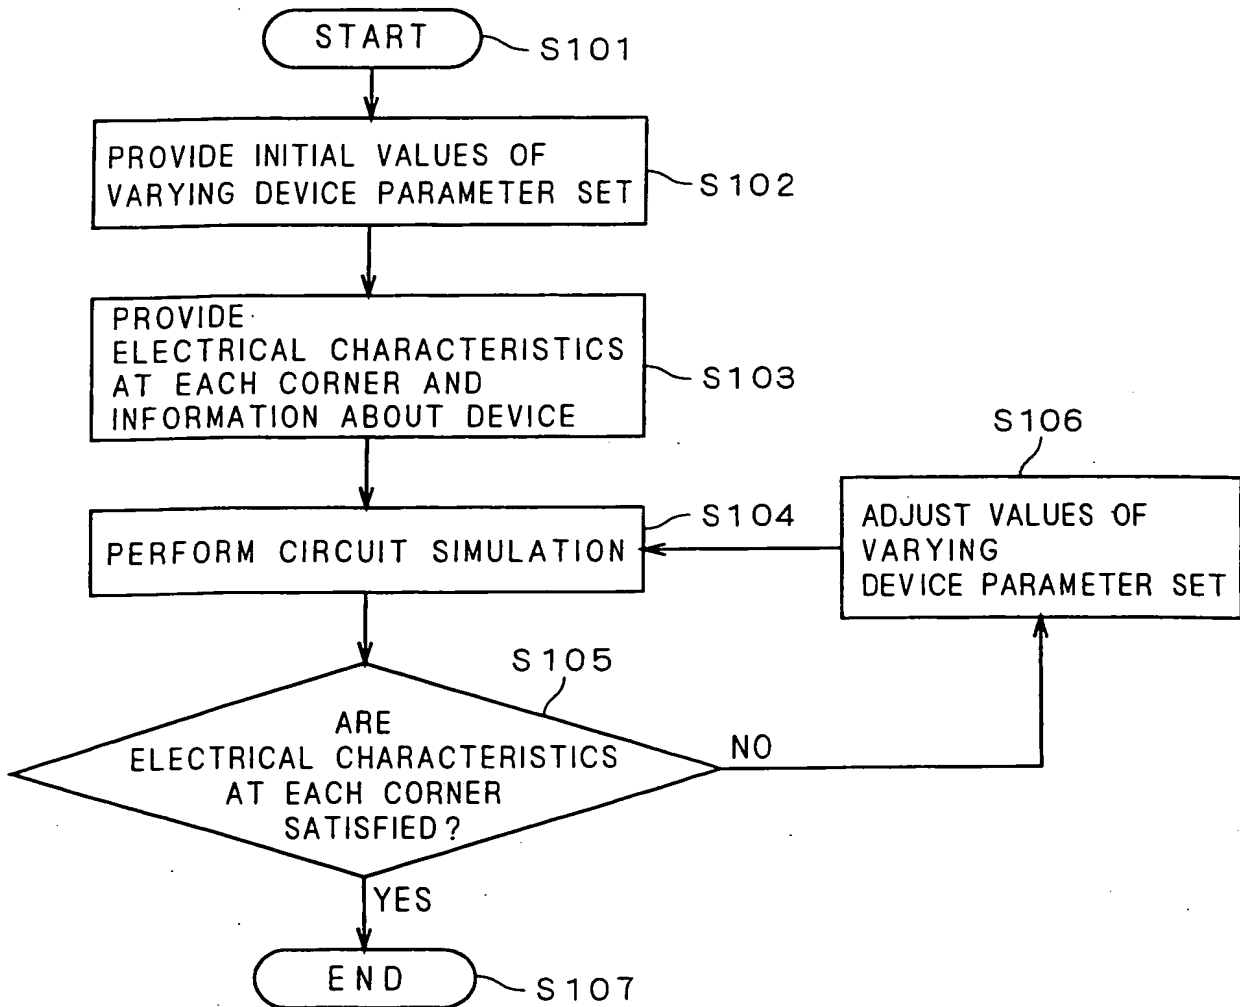 START
S101
PROVIDE INITIAL VALUES OF
VARYING DEVICE PARAMETER SET
S102
PROVIDE
ELECTRICAL CHARACTERISTICS
AT EACH CORNER AND
INFORMATION ABOUT DEVICE
S103
PERFORM CIRCUIT SIMULATION
S104
S106
ADJUST VALUES OF
VARYING
DEVICE PARAMETER SET
S105
ARE
ELECTRICAL CHARACTERISTICS
AT EACH CORNER
SATISFIED?
NO
YES
END
S107